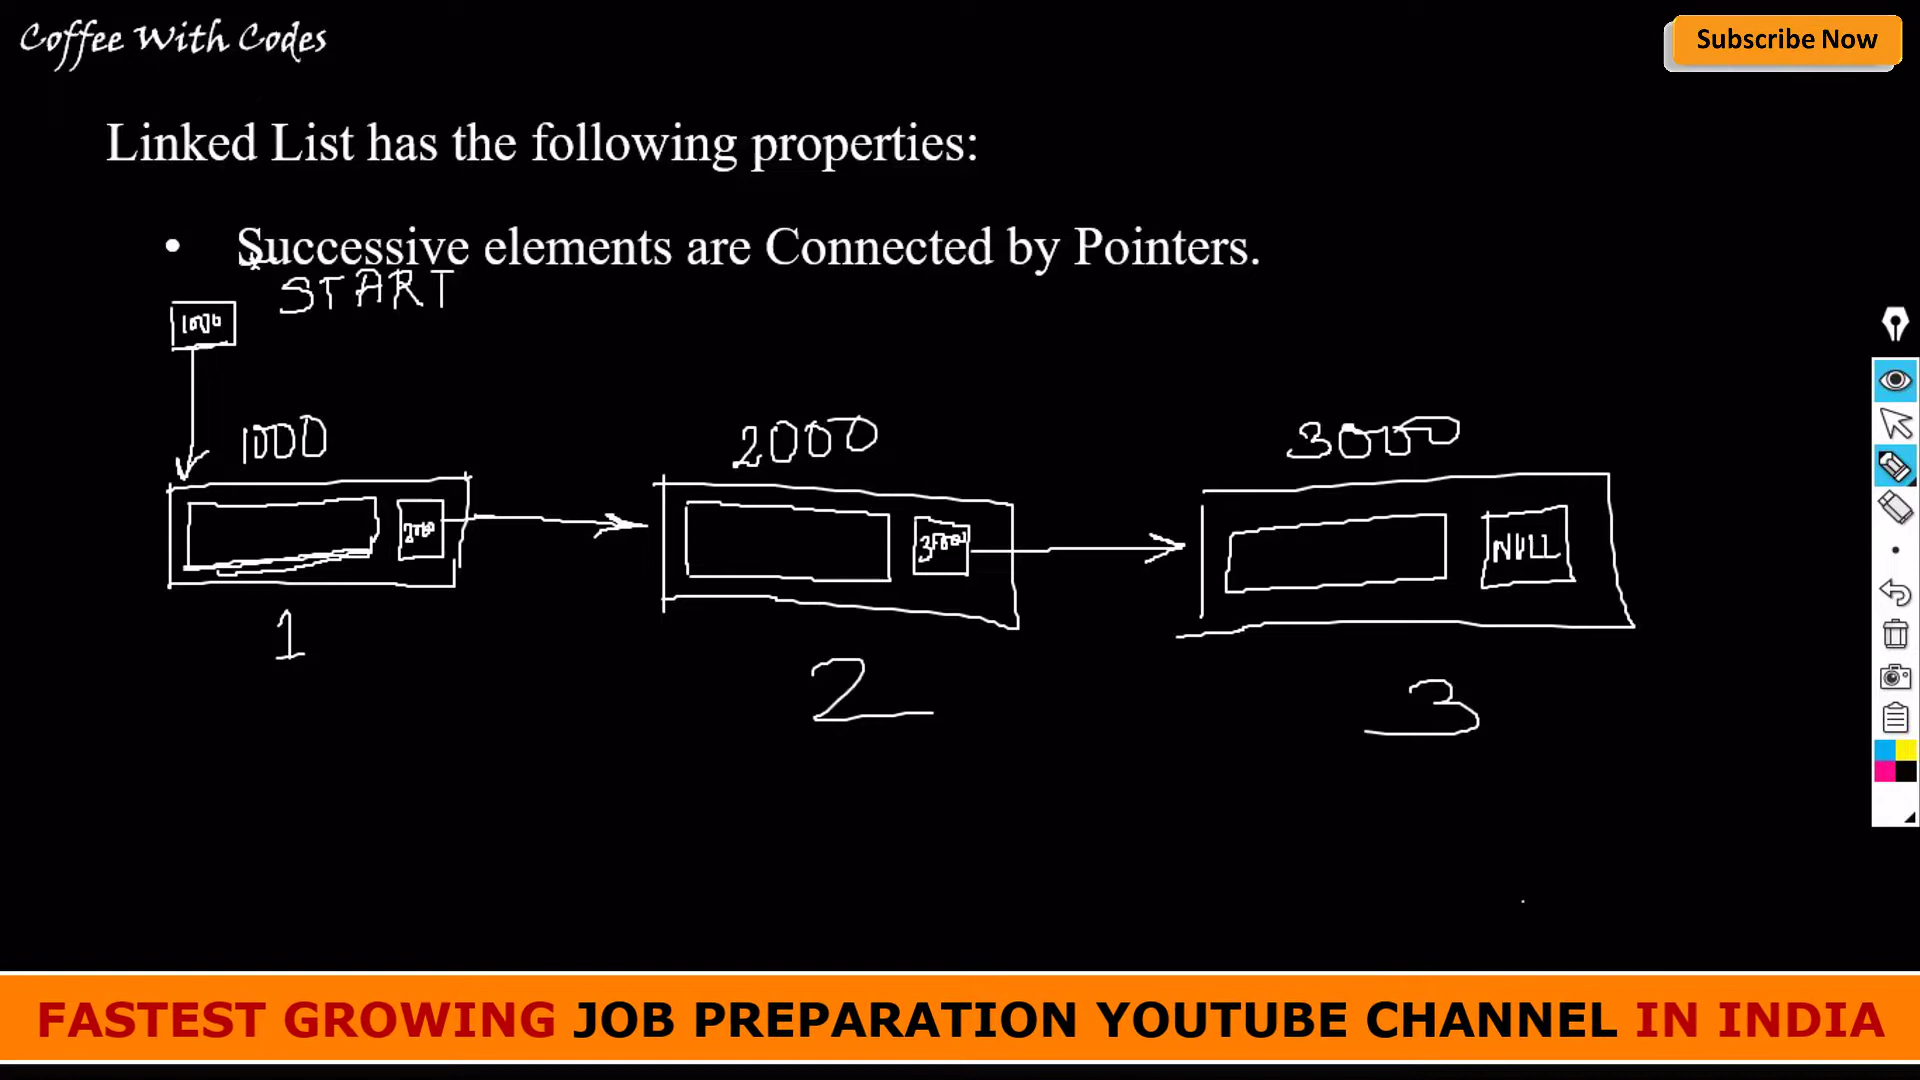 Coffee With Codes
Subscribe Now
Linked List has the following properties:
• Successive elements are Connected by Pointers.
START
1000
1000 2000 3000
2000 3000 NULL
1 2 3
FASTEST GROWING JOB PREPARATION YOUTUBE CHANNEL IN INDIA